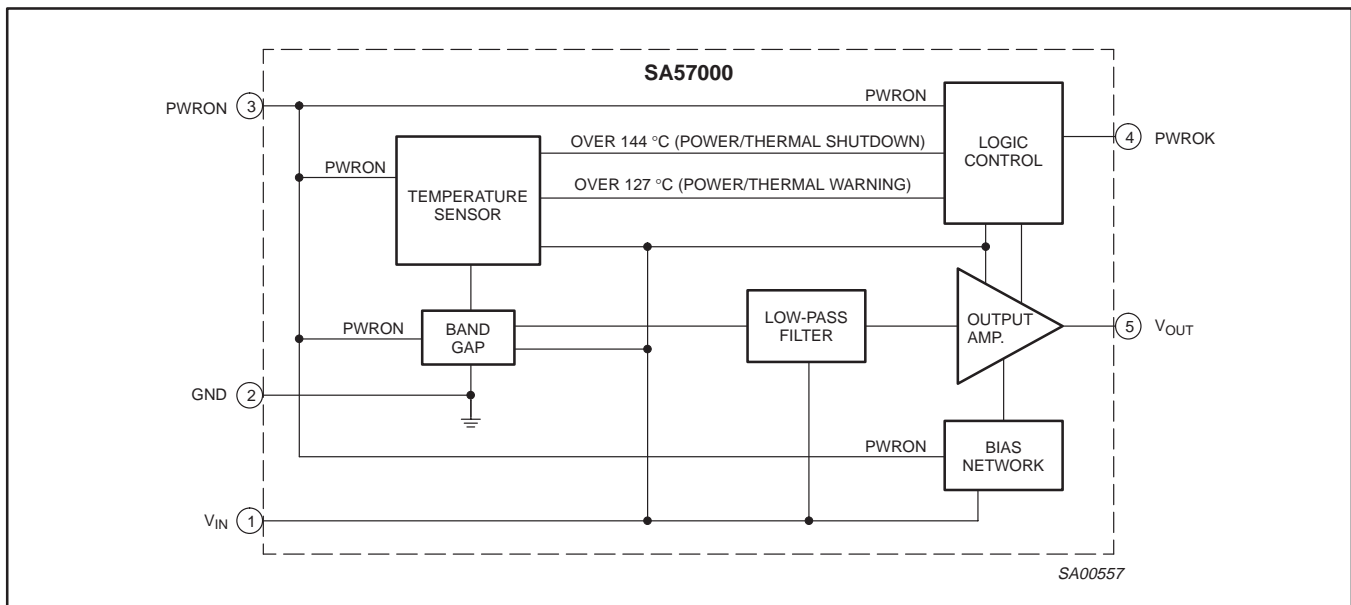 SA57000
PWRON
3
PWRON
OVER 144 °C (POWER/THERMAL SHUTDOWN)
LOGIC
CONTROL
4
PWROK
PWRON
TEMPERATURE
SENSOR
OVER 127 °C (POWER/THERMAL WARNING)
PWRON
BAND
GAP
LOW-PASS
FILTER
OUTPUT
AMP.
5
VOUT
GND
2
PWRON
BIAS
NETWORK
VIN
1
SA00557